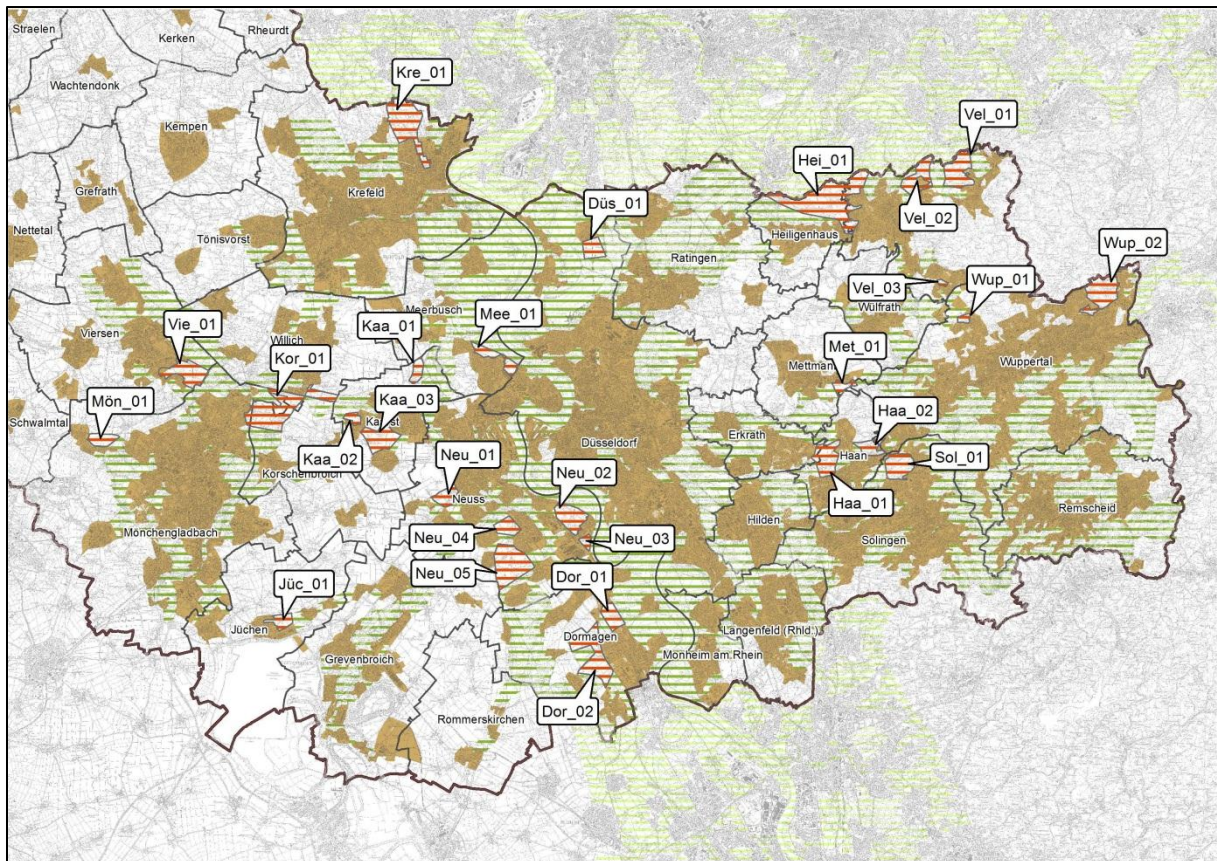 Straelen
Kerken
Rheurdt
Wachtendonk
Kre_01
Kempen
Vel_01
Hei_01
Grefrath
Krefeld
Düs_01
Vel_02
Nettetal
Tönisvorst
Heiligenhaus
Wup_02
Ratingen
Vel_03
Wup_01
Meerbusch
Wülfrath
Viersen
Vie_01
Kaa_01
Mee_01
Willich
Kor_01
Wuppertal
Met_01
Mettmann
Schwalmtal
Mön_01
Kaa_03
Kaarst
Haa_02
Düsseldorf
Erkrath
Kaa_02
Neu_01
Haan
Sol_01
Korschenbroich
Neu_02
Neuss
Haa_01
Mönchengladbach
Hilden
Remscheid
Neu_04
Neu_03
Solingen
Neu_05
Dor_01
Jüc_01
Jüchen
Dormagen
Langenfeld (Rhld.)
Grevenbroich
Monheim am Rhein
Dor_02
Rommerskirchen